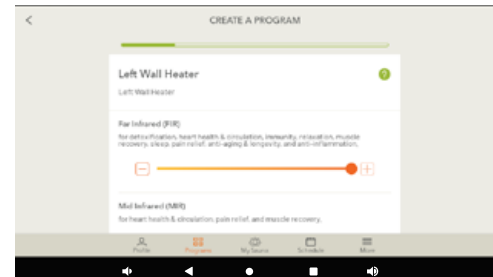 CREATE A PROGRAM
Left Wall Heater
Left Wall Heater
Far Infrared (FIR)
for detoxification, heart health & circulation, immunity, relaxation, muscle
recovery, sleep, pain relief, anti-aging & longevity, and anti-inflammation.
Mid Infrared (MIR)
for heart health & circulation, pain relief, and muscle recovery.
Profile Programs My Sauna Schedule More